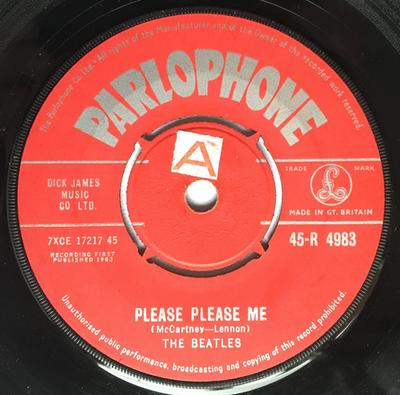 The Parlophone Co Ltd. · All rights of the Manufacturer and of the Owner of the recorded work reserved.
PARLOPHONE
A
DICK JAMES
MUSIC
CO LTD.
TRADE MARK
£
MADE IN GT. BRITAIN
7XCE 17217 45
45-R 4983
RECORDING FIRST
PUBLISHED 1963
PLEASE PLEASE ME
(McCartney—Lennon)
THE BEATLES
Unauthorised public performance, broadcasting and copying of this record prohibited.